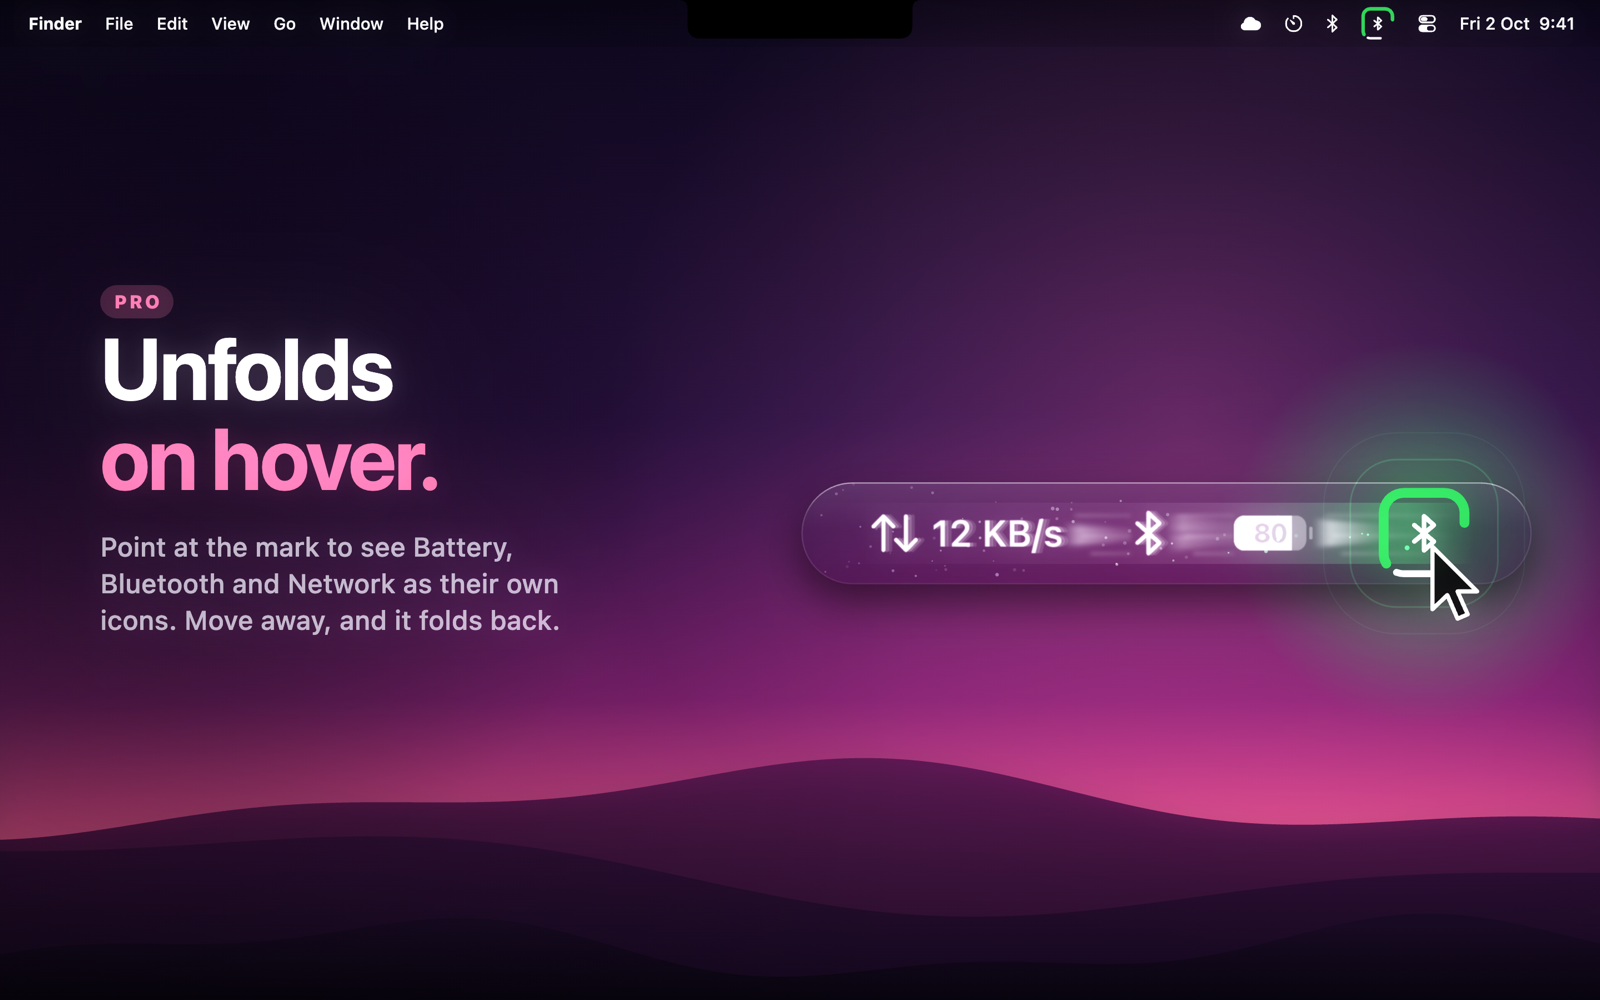 Finder File Edit View Go Window Help Fri 2 Oct 9:41
PRO
Unfolds
on hover.
Point at the mark to see Battery,
Bluetooth and Network as their own
icons. Move away, and it folds back.
12 KB/s 80